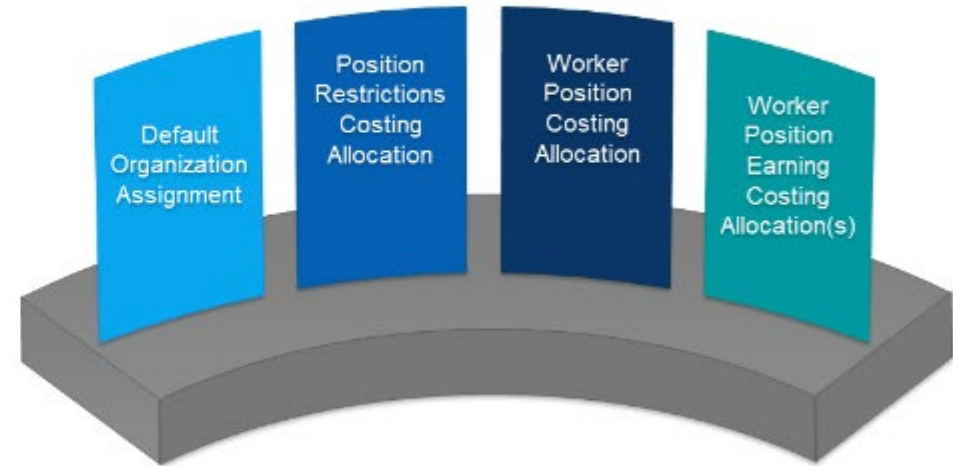 Default
Organization
Assignment
Position
Restrictions
Costing
Allocation
Worker
Position
Costing
Allocation
Worker
Position
Earning
Costing
Allocation(s)